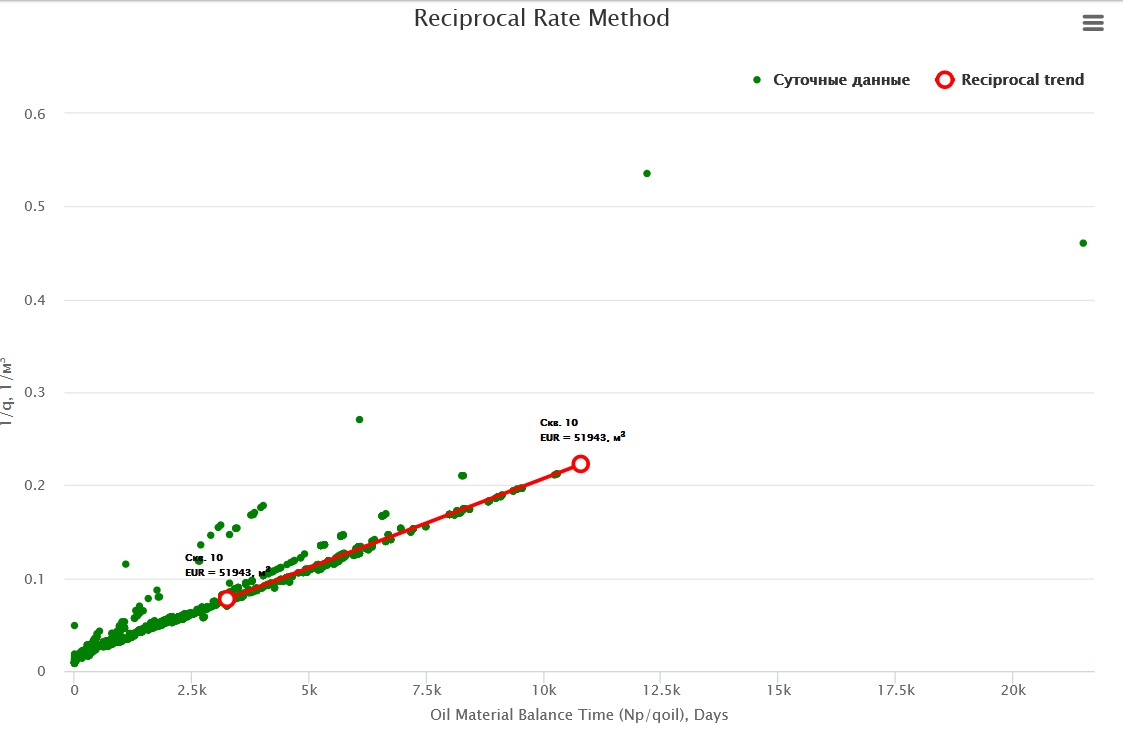 Reciprocal Rate Method
Суточные данные
Reciprocal trend
0.6
0.5
0.4
0.3
0.2
0.1
0
1/q, 1/м³
Скв. 10
EUR = 51943, м³
Скв. 10
EUR = 51943, м³
0 2.5k 5k 7.5k 10k 12.5k 15k 17.5k 20k
Oil Material Balance Time (Np/qoil), Days